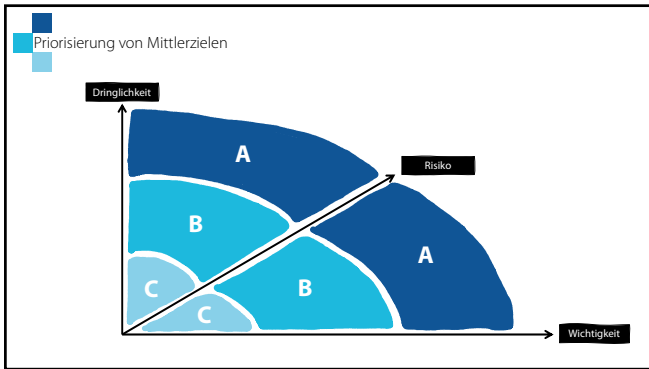 Priorisierung von Mittlerzielen
Dringlichkeit
A
Risiko
B
A
C
B
C
Wichtigkeit